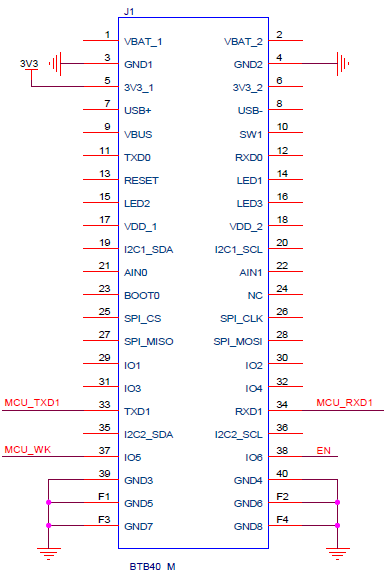 J1
1 VBAT_1 VBAT_2 2
3 GND1 GND2 4
3V3 5 3V3_1 3V3_2 6
7 USB+ USB- 8
9 VBUS SW1 10
11 TXD0 RXD0 12
13 RESET LED1 14
15 LED2 LED3 16
17 VDD_1 VDD_2 18
19 I2C1_SDA I2C1_SCL 20
21 AIN0 AIN1 22
23 BOOT0 NC 24
25 SPI_CS SPI_CLK 26
27 SPI_MISO SPI_MOSI 28
29 IO1 IO2 30
31 IO3 IO4 32
MCU_TXD1 33 TXD1 RXD1 34 MCU_RXD1
35 I2C2_SDA I2C2_SCL 36
MCU_WK 37 IO5 IO6 38 EN
39 GND3 GND4 40
F1 GND5 GND6 F2
F3 GND7 GND8 F4
BTB40_M